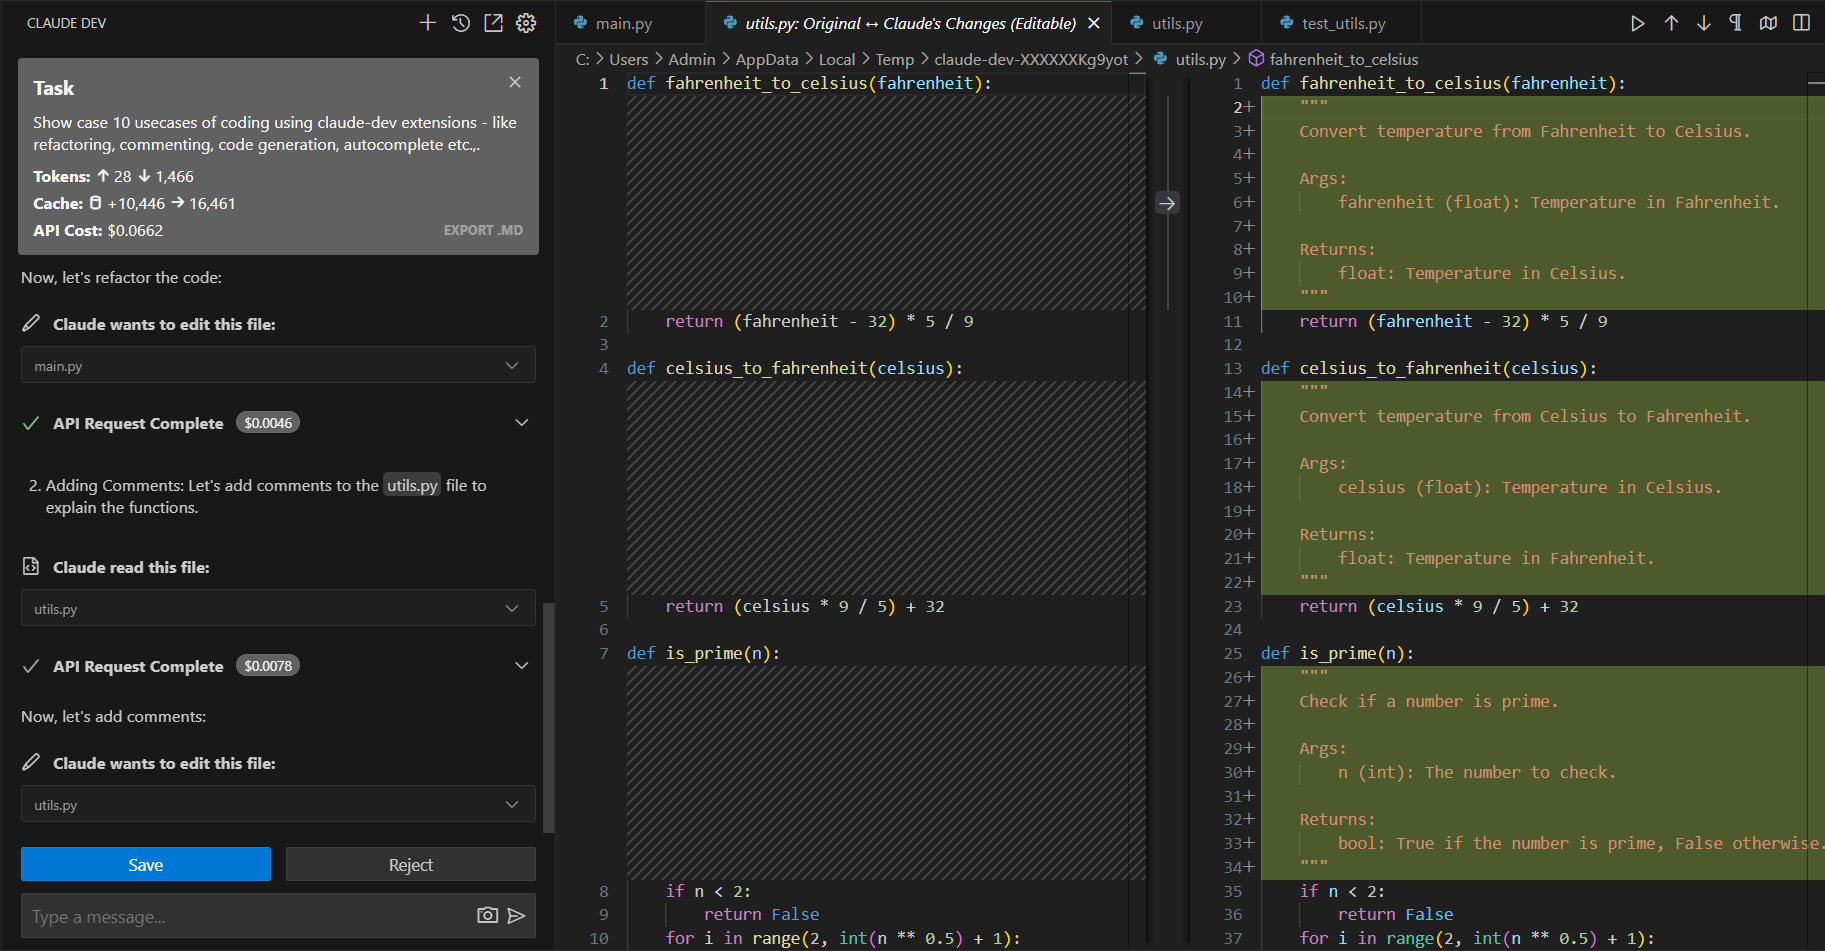 CLAUDE DEV
Task
Show case 10 usecases of coding using claude-dev extensions - like
refactoring, commenting, code generation, autocomplete etc.,.
Tokens: ↑ 28 ↓ 1,466
Cache: +10,446 → 16,461
API Cost: $0.0662
EXPORT .MD
Now, let's refactor the code:
Claude wants to edit this file:
main.py
API Request Complete $0.0046
2. Adding Comments: Let's add comments to the utils.py file to
explain the functions.
Claude read this file:
utils.py
API Request Complete $0.0078
Now, let's add comments:
Claude wants to edit this file:
utils.py
Save Reject
Type a message...
main.py
utils.py: Original ↔ Claude's Changes (Editable)
utils.py
test_utils.py
C: > Users > Admin > AppData > Local > Temp > claude-dev-XXXXXXKg9yot > utils.py > fahrenheit_to_celsius
1 def fahrenheit_to_celsius(fahrenheit):
2 return (fahrenheit - 32) * 5 / 9
3
4 def celsius_to_fahrenheit(celsius):
5 return (celsius * 9 / 5) + 32
6
7 def is_prime(n):
8 if n < 2:
9 return False
10 for i in range(2, int(n ** 0.5) + 1):
1 def fahrenheit_to_celsius(fahrenheit):
2+ """
3+ Convert temperature from Fahrenheit to Celsius.
4+
5+ Args:
6+ fahrenheit (float): Temperature in Fahrenheit.
7+
8+ Returns:
9+ float: Temperature in Celsius.
10+ """
11 return (fahrenheit - 32) * 5 / 9
12
13 def celsius_to_fahrenheit(celsius):
14+ """
15+ Convert temperature from Celsius to Fahrenheit.
16+
17+ Args:
18+ celsius (float): Temperature in Celsius.
19+
20+ Returns:
21+ float: Temperature in Fahrenheit.
22+ """
23 return (celsius * 9 / 5) + 32
24
25 def is_prime(n):
26+ """
27+ Check if a number is prime.
28+
29+ Args:
30+ n (int): The number to check.
31+
32+ Returns:
33+ bool: True if the number is prime, False otherwise.
34+ """
35 if n < 2:
36 return False
37 for i in range(2, int(n ** 0.5) + 1):